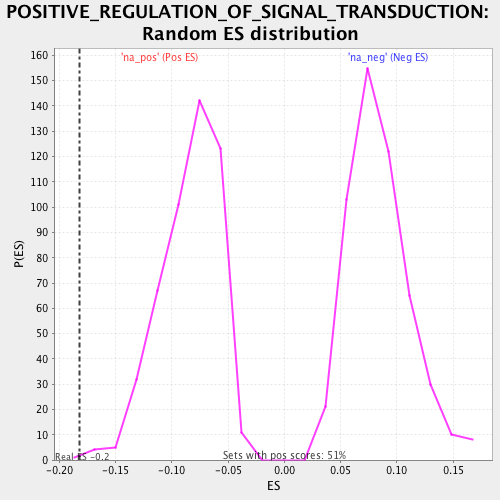 POSITIVE_REGULATION_OF_SIGNAL_TRANSDUCTION:
Random ES distribution
'na_pos' (Pos ES) 'na_neg' (Neg ES)
160
150
140
130
120
110
100
90
80
70
60
50
40
30
20
10
0
P(ES)
Real ES -0.2 Sets with pos scores: 51%
-0.20 -0.15 -0.10 -0.05 0.00 0.05 0.10 0.15
ES